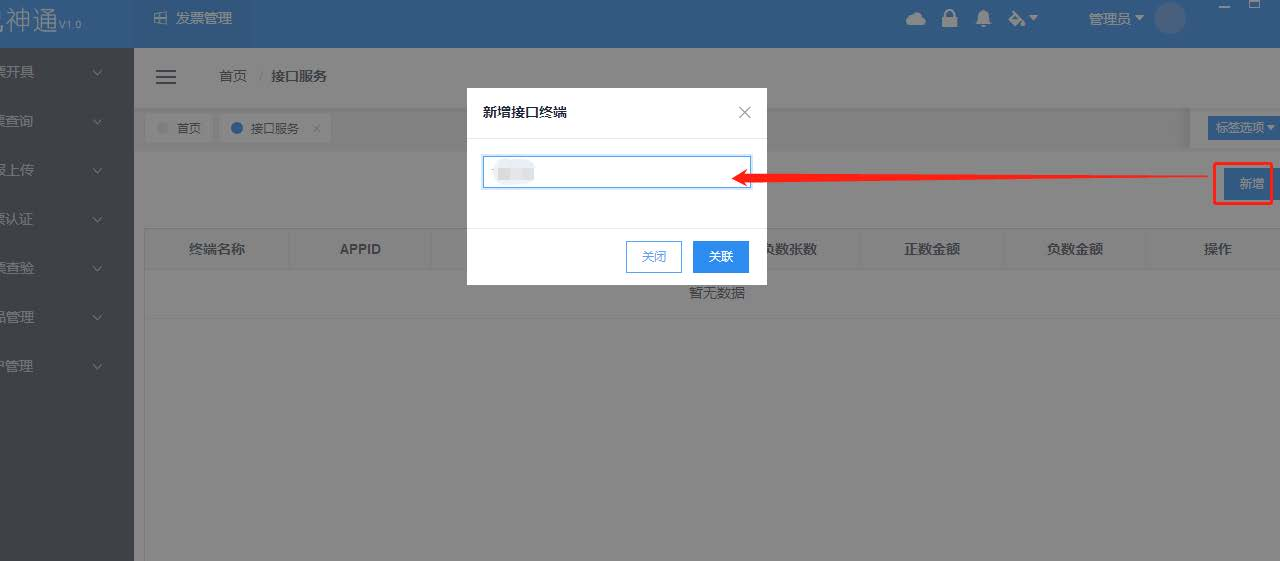 神通V1.0
发票管理
管理员
票开具
票查询
上传
票认证
票查验
品管理
户管理
首页 / 接口服务
首页
接口服务
标签选项
新增
新增接口终端
关闭
关联
终端名称
APPID
负数张数
正数金额
负数金额
操作
暂无数据